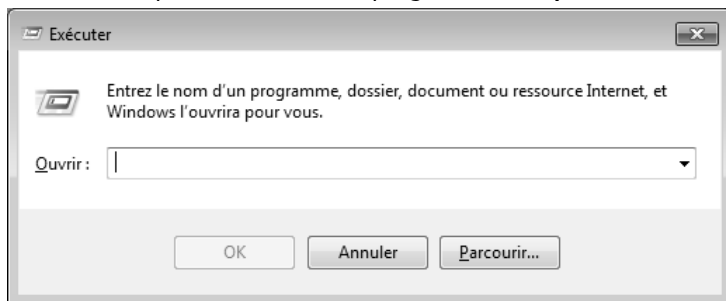 Exécuter
Entrez le nom d'un programme, dossier, document ou ressource Internet, et
Windows l'ouvrira pour vous.
Ouvrir :
OK
Annuler
Parcourir...